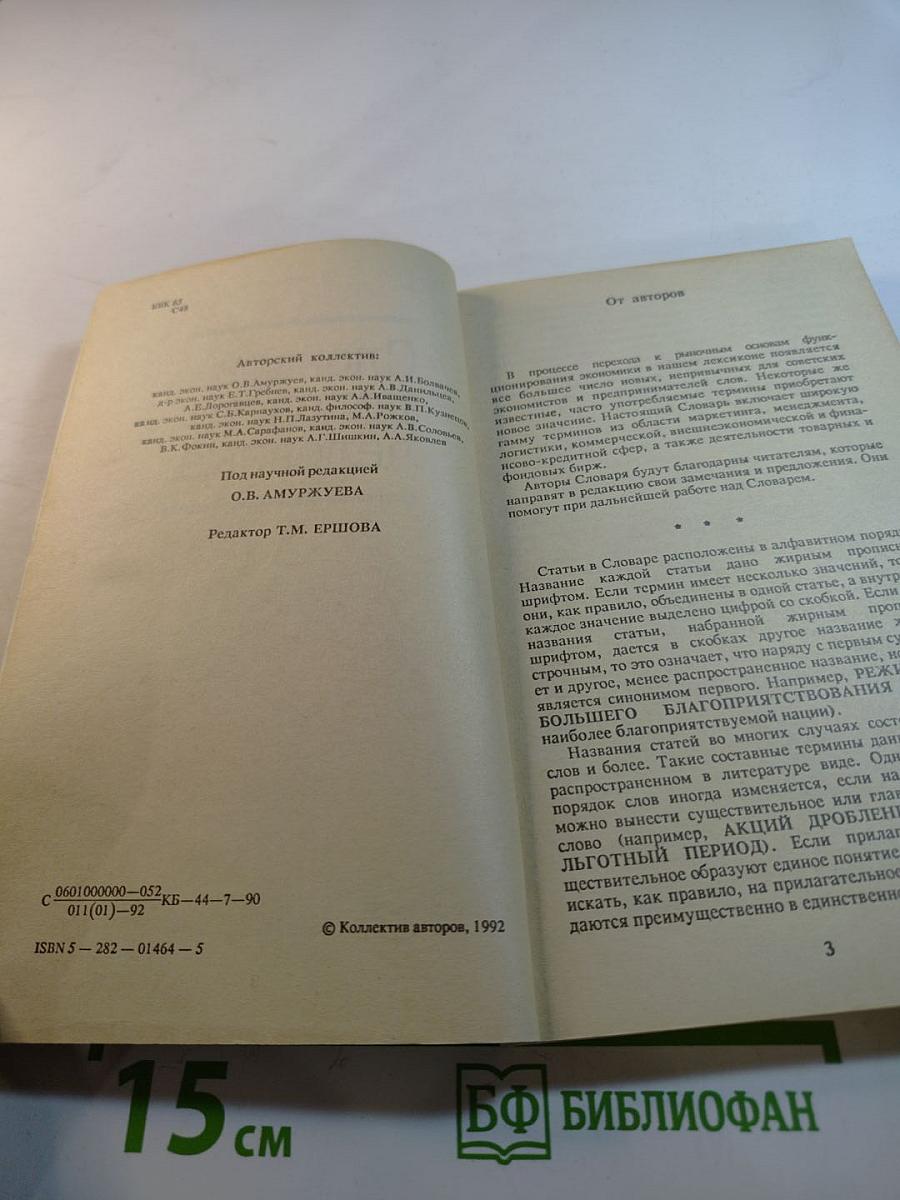 ББК 65
С48
Авторский коллектив:
канд. экон. наук О.В.Амуржуев, канд. экон. наук А.И.Болвачев,
д-р экон. наук Е.Т.Гребнев, канд. экон. наук А.В.Данильцев,
А.Е.Дорогавцев, канд. экон. наук А.А.Иващенко,
канд. экон. наук С.Б.Карнаухов, канд. философ. наук В.П.Кузнецов,
канд. экон. наук Н.П.Лазутина, М.А.Рожков,
канд. экон. наук М.А.Сарафанов, канд. экон. наук А.В.Соловьев,
В.К.Фокин, канд. экон. наук А.Г.Шишкин, А.А.Яковлев
Под научной редакцией
О.В. АМУРЖУЕВА
Редактор Т.М. ЕРШОВА
С 0601000000—052 КБ—44—7—90
011(01)—92
ISBN 5 — 282 — 01464 — 5
© Коллектив авторов, 1992
От авторов
В процессе перехода к рыночным основам функ-
ционирования экономики в нашем лексиконе появляется
все большее число новых, непривычных для советских
экономистов и предпринимателей слов. Некоторые же
известные, часто употребляемые термины приобретают
новое значение. Настоящий Словарь включает широкую
гамму терминов из области маркетинга, менеджмента,
логистики, коммерческой, внешнеэкономической и фина-
нсово-кредитной сфер, а также деятельности товарных и
фондовых бирж.
Авторы Словаря будут благодарны читателям, которые
направят в редакцию свои замечания и предложения. Они
помогут при дальнейшей работе над Словарем.
* * *
Статьи в Словаре расположены в алфавитном поряд
Название каждой статьи дано жирным прописн
шрифтом. Если термин имеет несколько значений, то
они, как правило, объединены в одной статье, а внутр
каждое значение выделено цифрой со скобкой. Если
названия статьи, набранной жирным проп
шрифтом, дается в скобках другое название ж
строчным, то это означает, что наряду с первым су
ет и другое, менее распространенное название, ко
является синонимом первого. Например, РЕЖИ
БОЛЬШЕГО БЛАГОПРИЯТСТВОВАНИЯ
наиболее благоприятствуемой нации).
Названия статей во многих случаях состо
слов и более. Такие составные термины дан
распространенном в литературе виде. Одн
порядок слов иногда изменяется, если на
можно вынести существительное или глав
слово (например, АКЦИЙ ДРОБЛЕН
ЛЬГОТНЫЙ ПЕРИОД). Если прилаг
ществительное образуют единое понятие
искать, как правило, на прилагательное
даются преимущественно в единственно
3
15 см
БФ БИБЛИОФАН